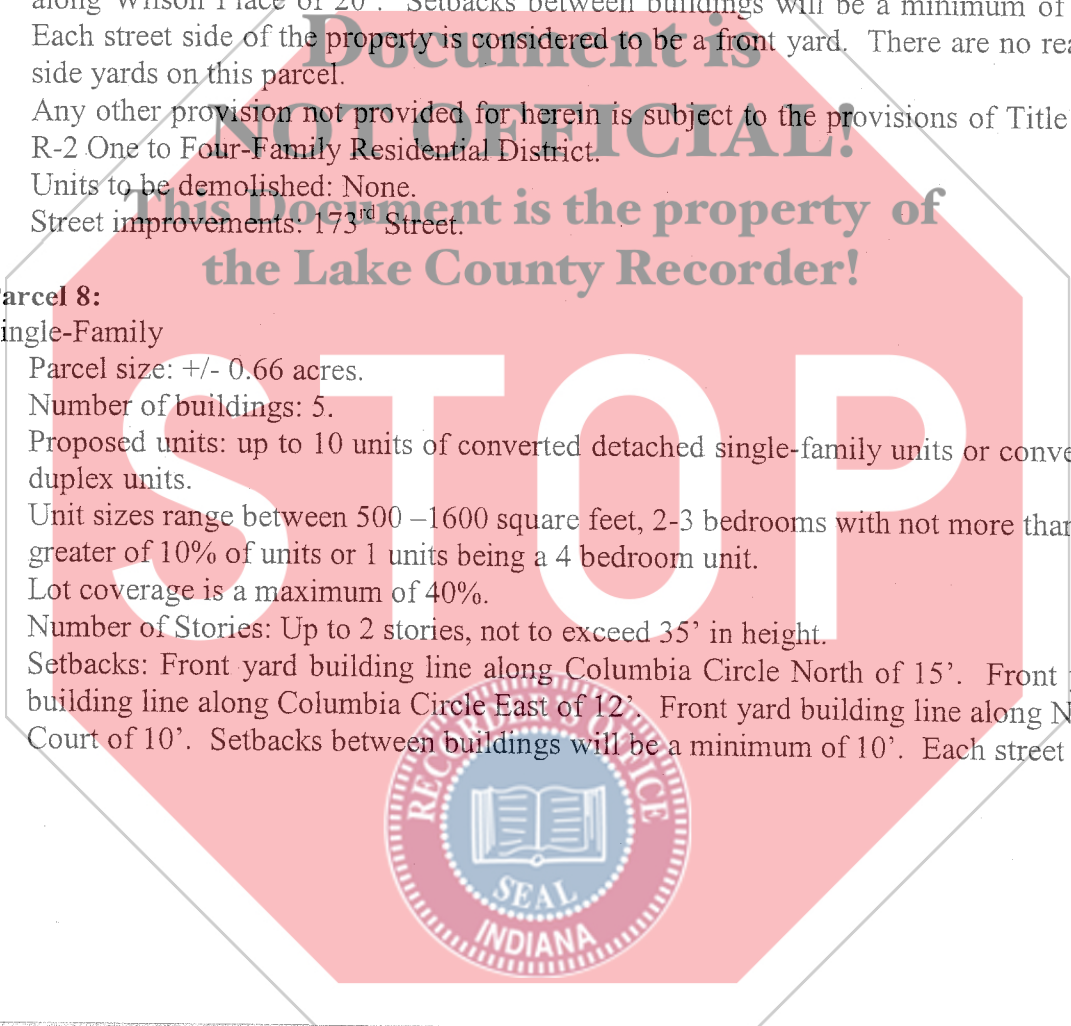 along Wilson Place of 20’. Setbacks between buildings will be a minimum of
Document is
Each street side of the property is considered to be a front yard. There are no rea
side yards on this parcel.
Any other provision not provided for herein is subject to the provisions of Title
NOT OFFICIAL!
R-2 One to Four-Family Residential District.
Units to be demolished: None.
This Document is the property of
Street improvements: 173rd Street.
the Lake County Recorder!
arcel 8:
ingle-Family
Parcel size: +/- 0.66 acres.
Number of buildings: 5.
STOP
Proposed units: up to 10 units of converted detached single-family units or conve
duplex units.
Unit sizes range between 500 –1600 square feet, 2-3 bedrooms with not more than
greater of 10% of units or 1 units being a 4 bedroom unit.
Lot coverage is a maximum of 40%.
Number of Stories: Up to 2 stories, not to exceed 35’ in height.
Setbacks: Front yard building line along Columbia Circle North of 15’. Front
building line along Columbia Circle East of 12’. Front yard building line along N
Court of 10’. Setbacks between buildings will be a minimum of 10’. Each street
RECORDER'S OFFICE
SEAL
INDIANA